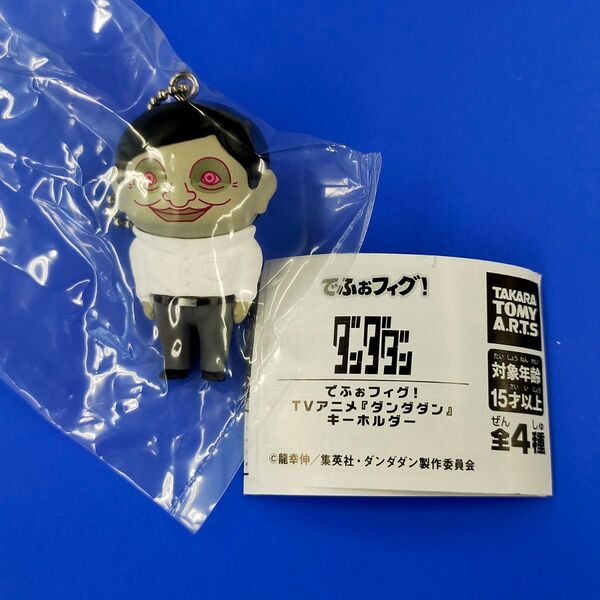 でふぉフィグ!
ダンダダン
でふぉフィグ!
TVアニメ『ダンダダン』
キーホルダー
©龍幸伸/集英社・ダンダダン製作委員会
TAKARA
TOMY
A.R.T.S
たいしょうねんれい
対象年齢
さいいじょう
15才以上
ぜん しゅ
全4種